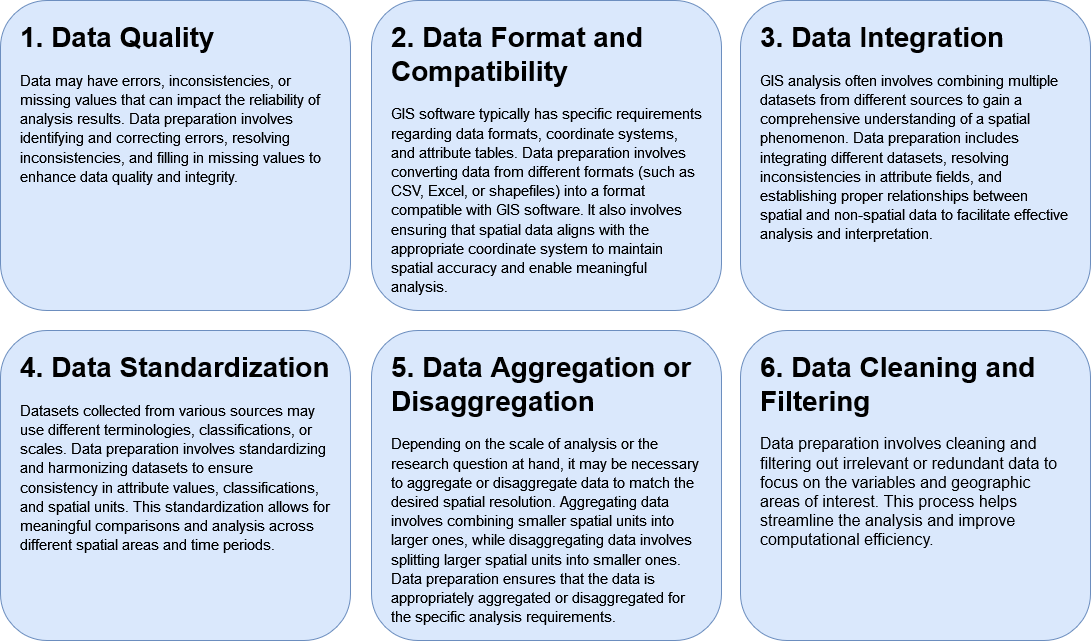 1. Data Quality
Data may have errors, inconsistencies, or
missing values that can impact the reliability of
analysis results. Data preparation involves
identifying and correcting errors, resolving
inconsistencies, and filling in missing values to
enhance data quality and integrity.
2. Data Format and
Compatibility
GIS software typically has specific requirements
regarding data formats, coordinate systems,
and attribute tables. Data preparation involves
converting data from different formats (such as
CSV, Excel, or shapefiles) into a format
compatible with GIS software. It also involves
ensuring that spatial data aligns with the
appropriate coordinate system to maintain
spatial accuracy and enable meaningful
analysis.
3. Data Integration
GIS analysis often involves combining multiple
datasets from different sources to gain a
comprehensive understanding of a spatial
phenomenon. Data preparation includes
integrating different datasets, resolving
inconsistencies in attribute fields, and
establishing proper relationships between
spatial and non-spatial data to facilitate effective
analysis and interpretation.
4. Data Standardization
Datasets collected from various sources may
use different terminologies, classifications, or
scales. Data preparation involves standardizing
and harmonizing datasets to ensure
consistency in attribute values, classifications,
and spatial units. This standardization allows for
meaningful comparisons and analysis across
different spatial areas and time periods.
5. Data Aggregation or
Disaggregation
Depending on the scale of analysis or the
research question at hand, it may be necessary
to aggregate or disaggregate data to match the
desired spatial resolution. Aggregating data
involves combining smaller spatial units into
larger ones, while disaggregating data involves
splitting larger spatial units into smaller ones.
Data preparation ensures that the data is
appropriately aggregated or disaggregated for
the specific analysis requirements.
6. Data Cleaning and
Filtering
Data preparation involves cleaning and
filtering out irrelevant or redundant data to
focus on the variables and geographic
areas of interest. This process helps
streamline the analysis and improve
computational efficiency.